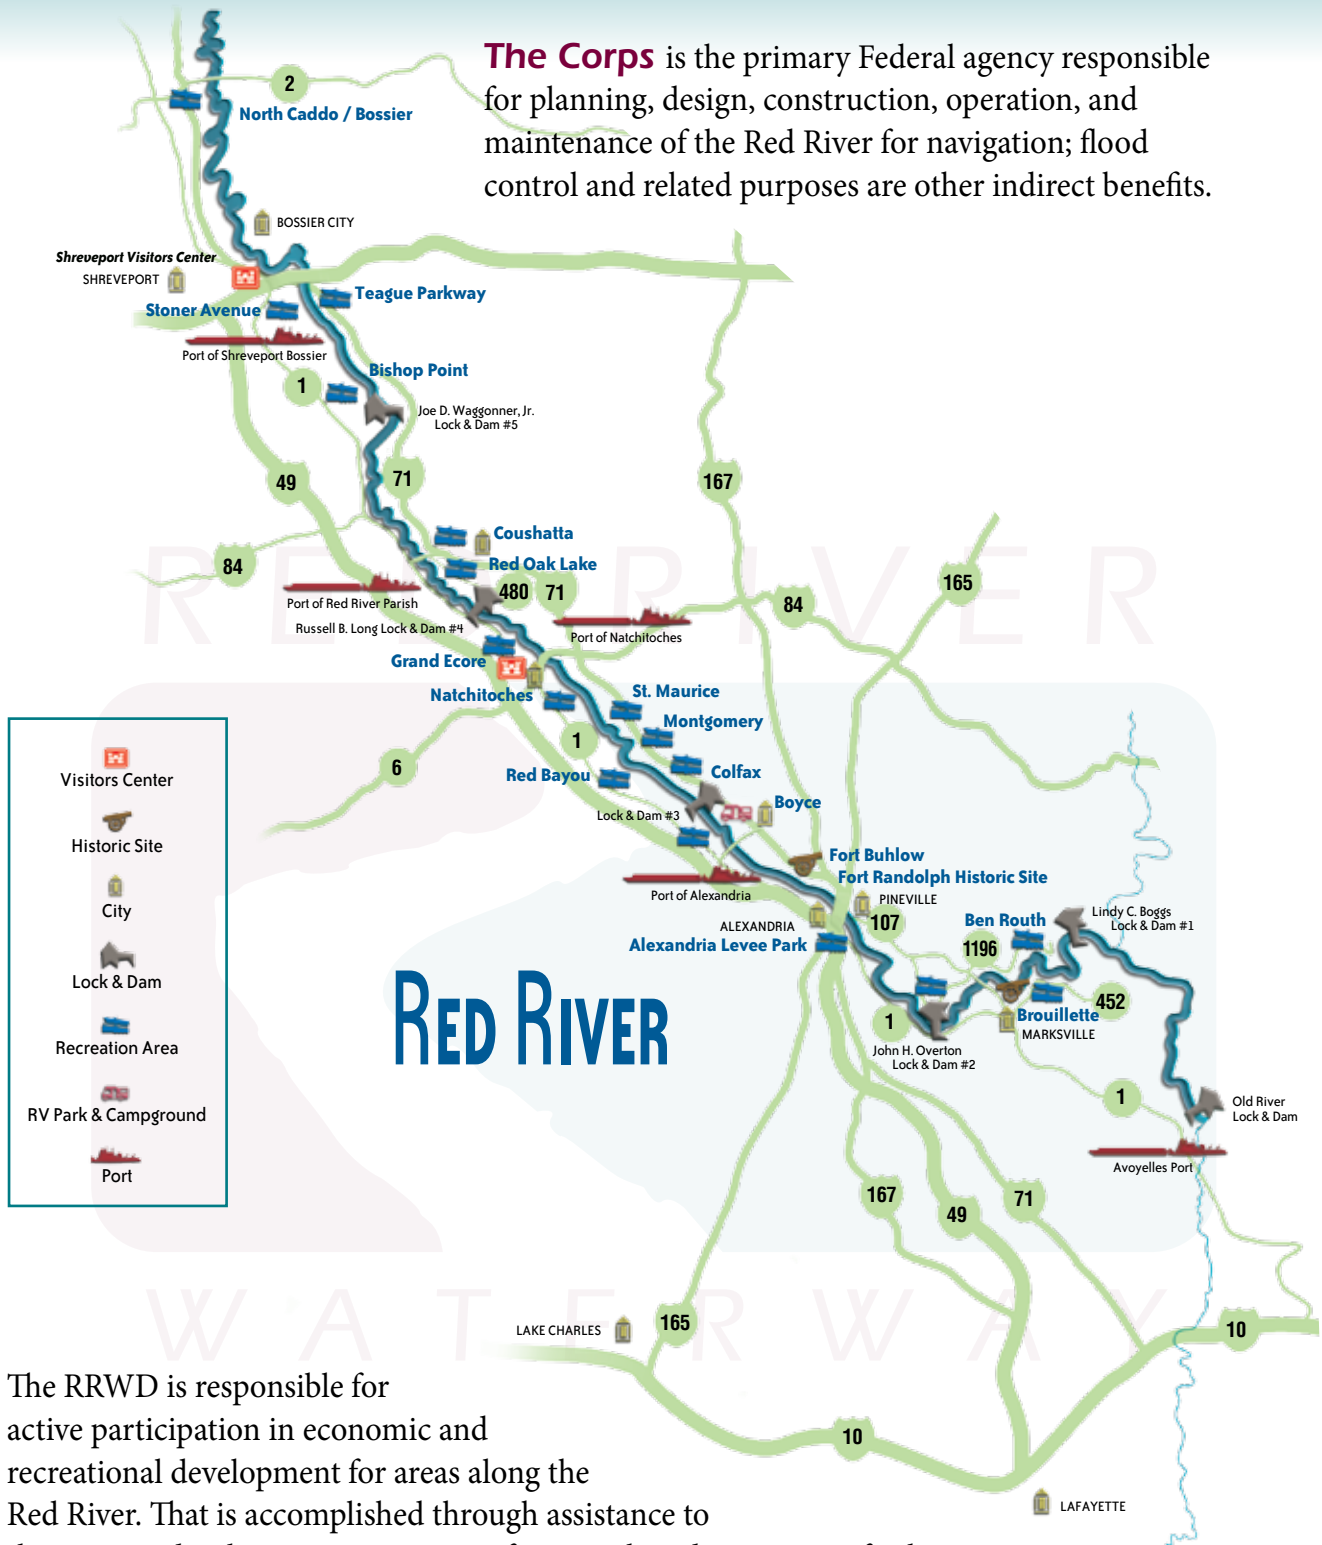 The Corps is the primary Federal agency responsible
for planning, design, construction, operation, and
maintenance of the Red River for navigation; flood
control and related purposes are other indirect benefits.
2
North Caddo / Bossier
BOSSIER CITY
Shreveport Visitors Center
SHREVEPORT
Teague Parkway
Stoner Avenue
Port of Shreveport Bossier
Bishop Point
1
Joe D. Waggonner, Jr.
Lock & Dam #5
49
71
167
Coushatta
84
Red Oak Lake
RED RIVER
480
71
165
84
Port of Red River Parish
Russell B. Long Lock & Dam #4
Port of Natchitoches
Grand Ecore
Natchitoches
St. Maurice
Montgomery
1
6
Red Bayou
Colfax
Boyce
Lock & Dam #3
Fort Buhlow
Fort Randolph Historic Site
Port of Alexandria
PINEVILLE
ALEXANDRIA
107
Alexandria Levee Park
Ben Routh
Lindy C. Boggs
Lock & Dam #1
1196
452
Brouillette
MARKSVILLE
1
John H. Overton
Lock & Dam #2
RED RIVER
1
Old River
Lock & Dam
Avoyelles Port
Visitors Center
Historic Site
City
Lock & Dam
Recreation Area
RV Park & Campground
Port
167
49
71
WATERWAY
LAKE CHARLES
165
10
10
LAFAYETTE
The RRWD is responsible for
active participation in economic and
recreational development for areas along the
Red River. That is accomplished through assistance to